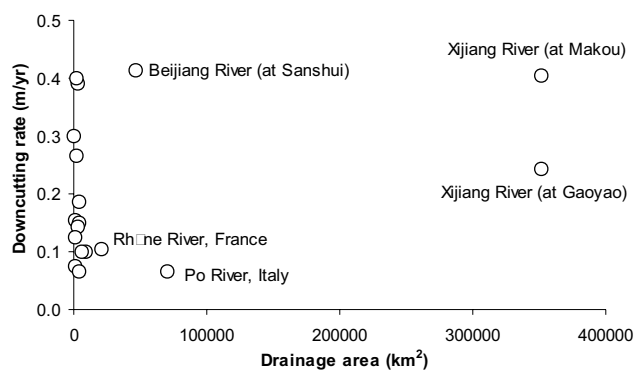 Downcutting rate (m/yr)
0.5
0.4
0.3
0.2
0.1
0.0
Xijiang River (at Makou)
Beijiang River (at Sanshui)
Xijiang River (at Gaoyao)
Rh□ne River, France
Po River, Italy
0
100000
200000
300000
400000
Drainage area (km²)